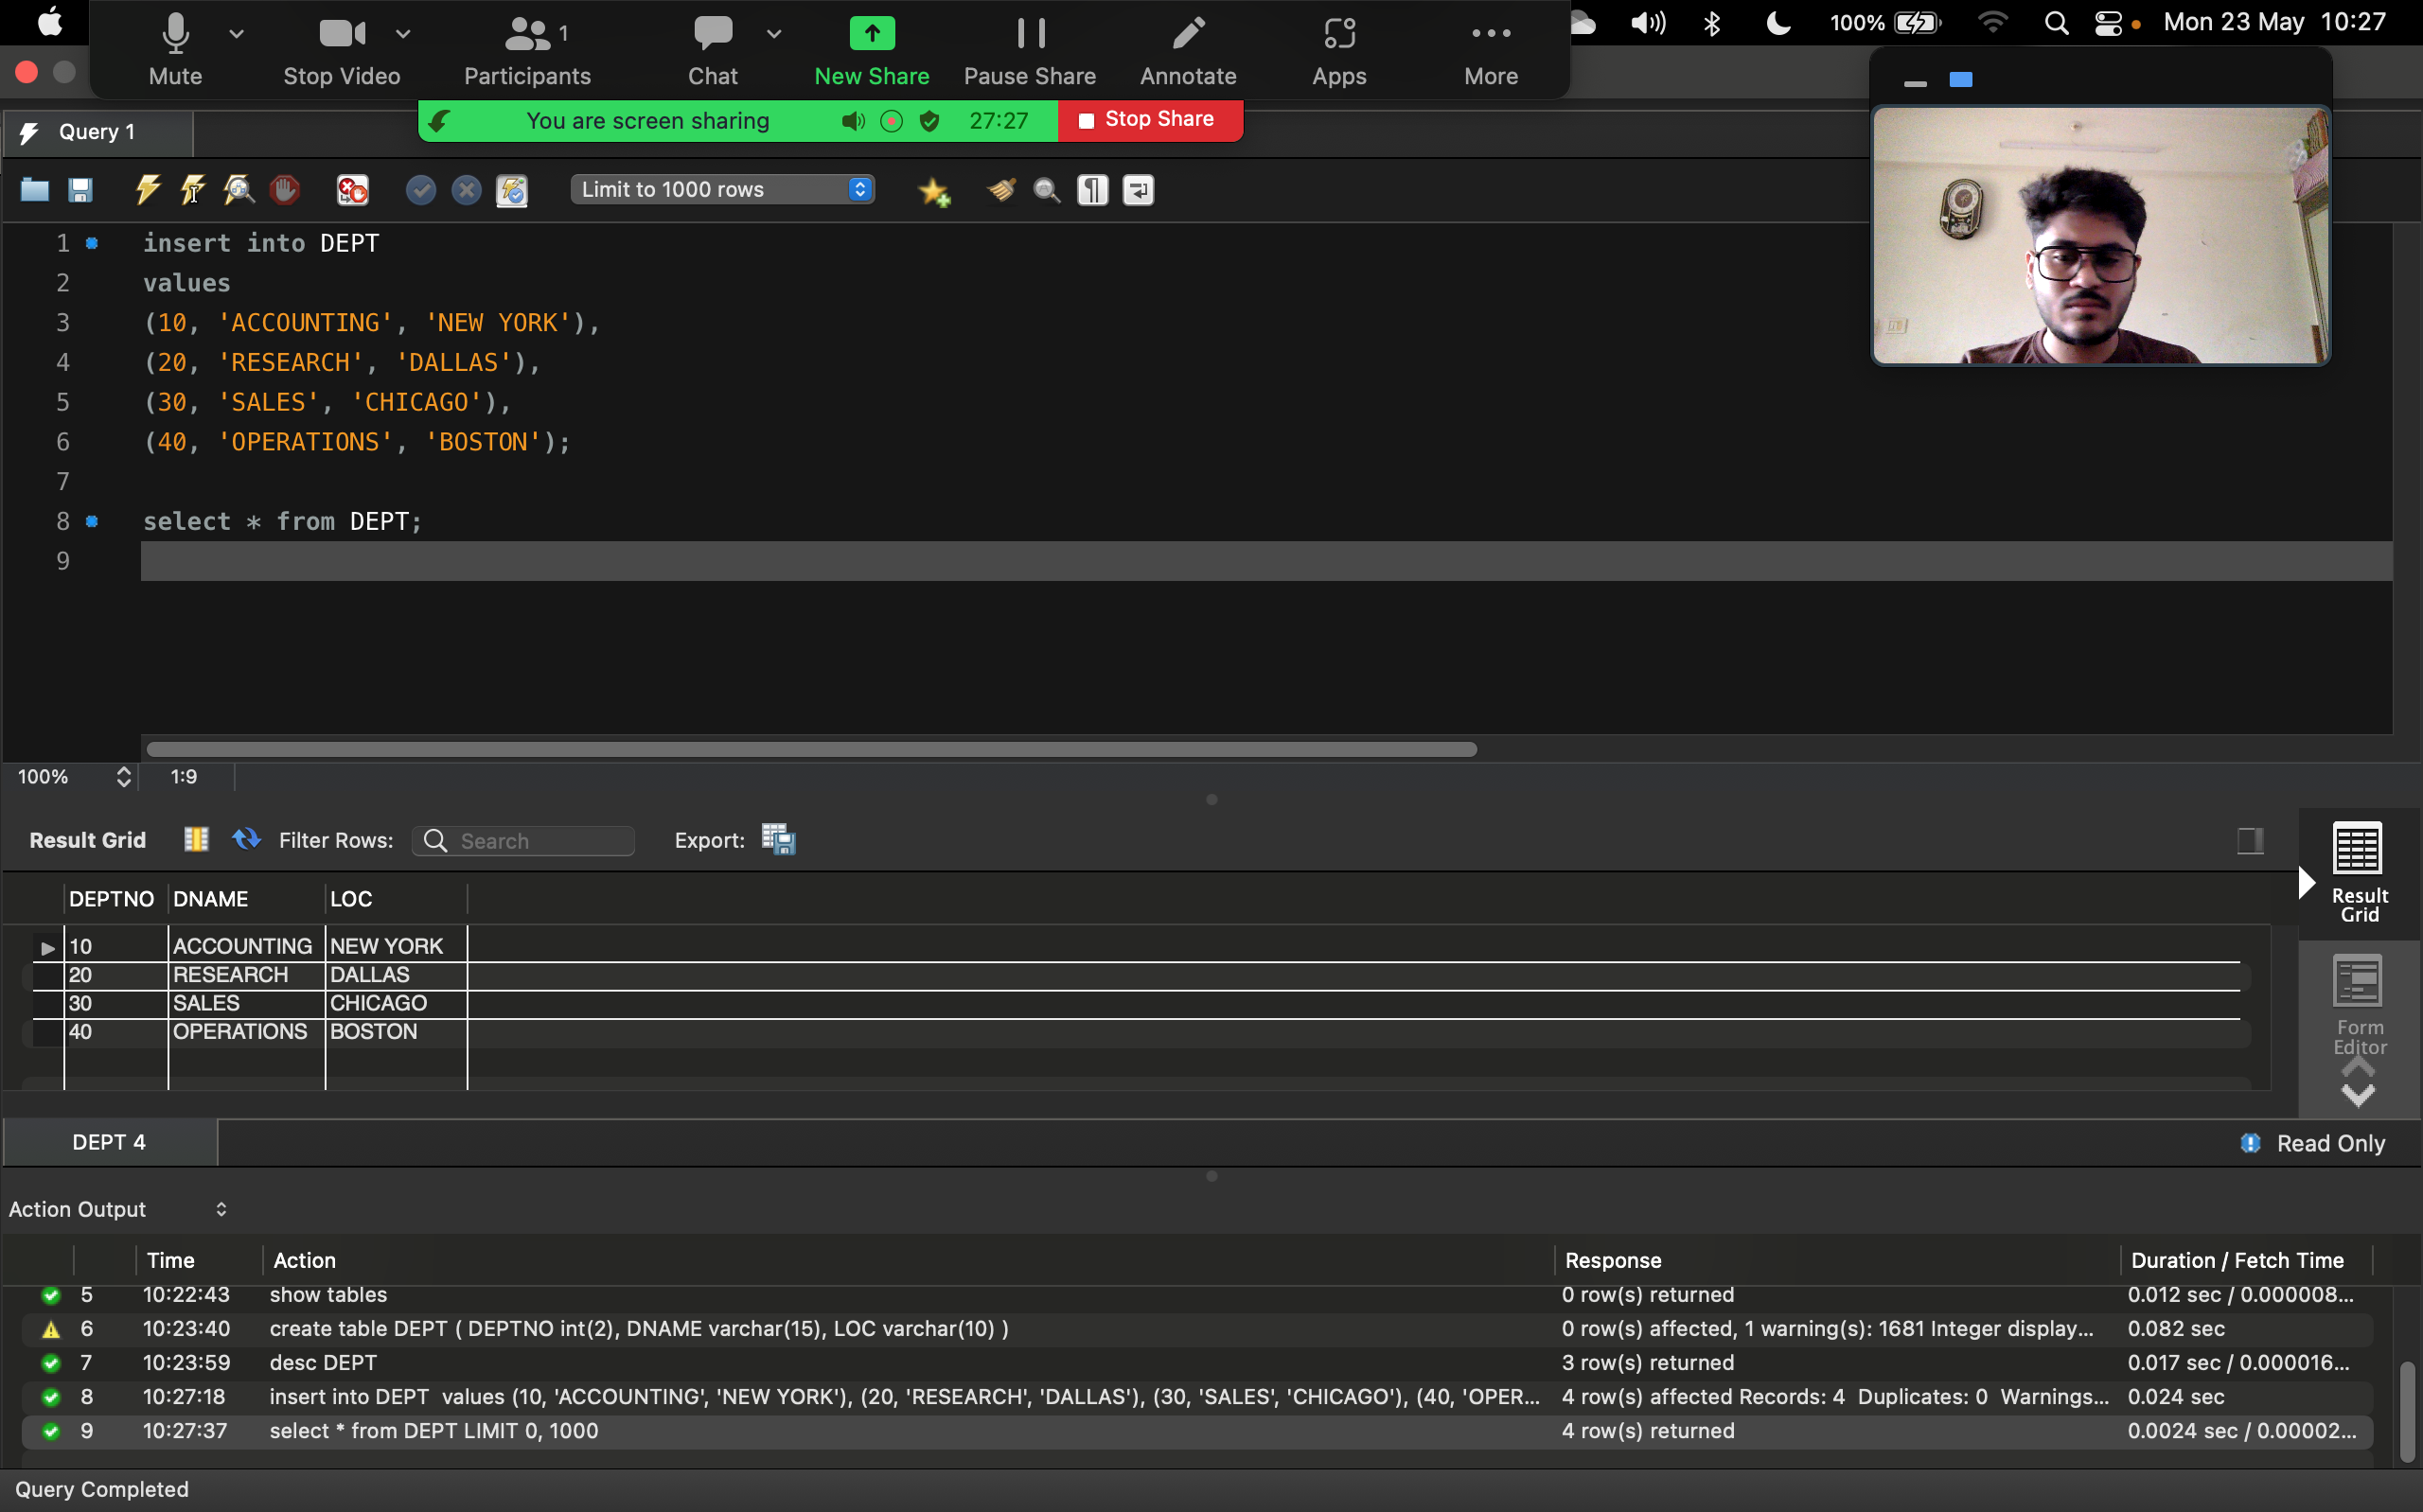 100% Mon 23 May 10:27
Mute Stop Video Participants 1 Chat New Share Pause Share Annotate Apps More
You are screen sharing 27:27 Stop Share
Query 1
Limit to 1000 rows
1 insert into DEPT
2 values
3 (10, 'ACCOUNTING', 'NEW YORK'),
4 (20, 'RESEARCH', 'DALLAS'),
5 (30, 'SALES', 'CHICAGO'),
6 (40, 'OPERATIONS', 'BOSTON');
7
8 select * from DEPT;
9
100% 1:9
Result Grid Filter Rows: Search Export:
DEPTNO DNAME LOC
10 ACCOUNTING NEW YORK
20 RESEARCH DALLAS
30 SALES CHICAGO
40 OPERATIONS BOSTON
Result
Grid
Form
Editor
DEPT 4 Read Only
Action Output
Time Action Response Duration / Fetch Time
5 10:22:43 show tables 0 row(s) returned 0.012 sec / 0.000008...
6 10:23:40 create table DEPT ( DEPTNO int(2), DNAME varchar(15), LOC varchar(10) ) 0 row(s) affected, 1 warning(s): 1681 Integer display... 0.082 sec
7 10:23:59 desc DEPT 3 row(s) returned 0.017 sec / 0.000016...
8 10:27:18 insert into DEPT values (10, 'ACCOUNTING', 'NEW YORK'), (20, 'RESEARCH', 'DALLAS'), (30, 'SALES', 'CHICAGO'), (40, 'OPER... 4 row(s) affected Records: 4 Duplicates: 0 Warnings... 0.024 sec
9 10:27:37 select * from DEPT LIMIT 0, 1000 4 row(s) returned 0.0024 sec / 0.00002...
Query Completed